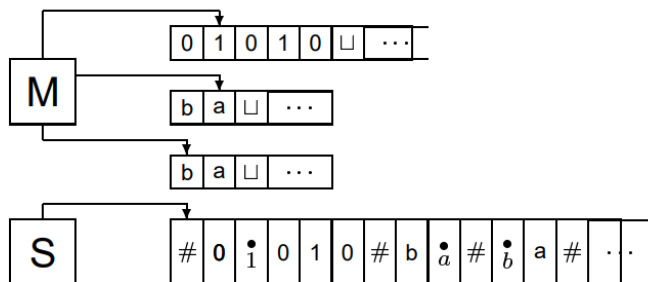 0 1 0 1 0 ⊔ ···
M
b a ⊔ ···
b a ⊔ ···
S
# 0 1̇ 0 1 0 # b ȧ # ḃ a # ···